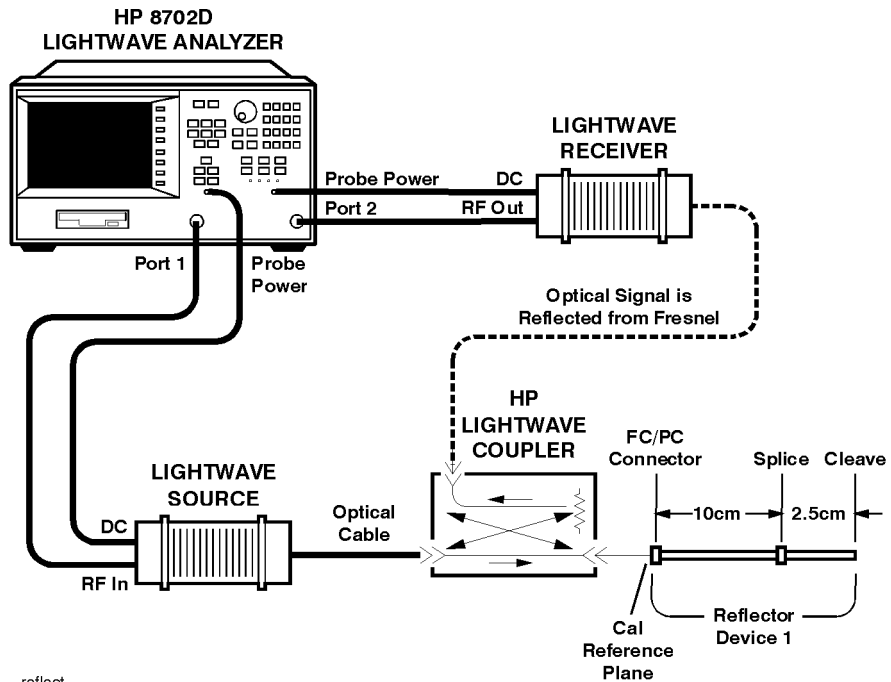 HP 8702D
LIGHTWAVE ANALYZER
LIGHTWAVE
RECEIVER
Probe Power
DC
Port 2
RF Out
Port 1
Probe
Power
Optical Signal is
Reflected from Fresnel
HP
LIGHTWAVE
COUPLER
FC/PC
Connector
Splice
Cleave
LIGHTWAVE
SOURCE
Optical
Cable
10cm
2.5cm
DC
RF In
Cal
Reference
Plane
Reflector
Device 1
reflect